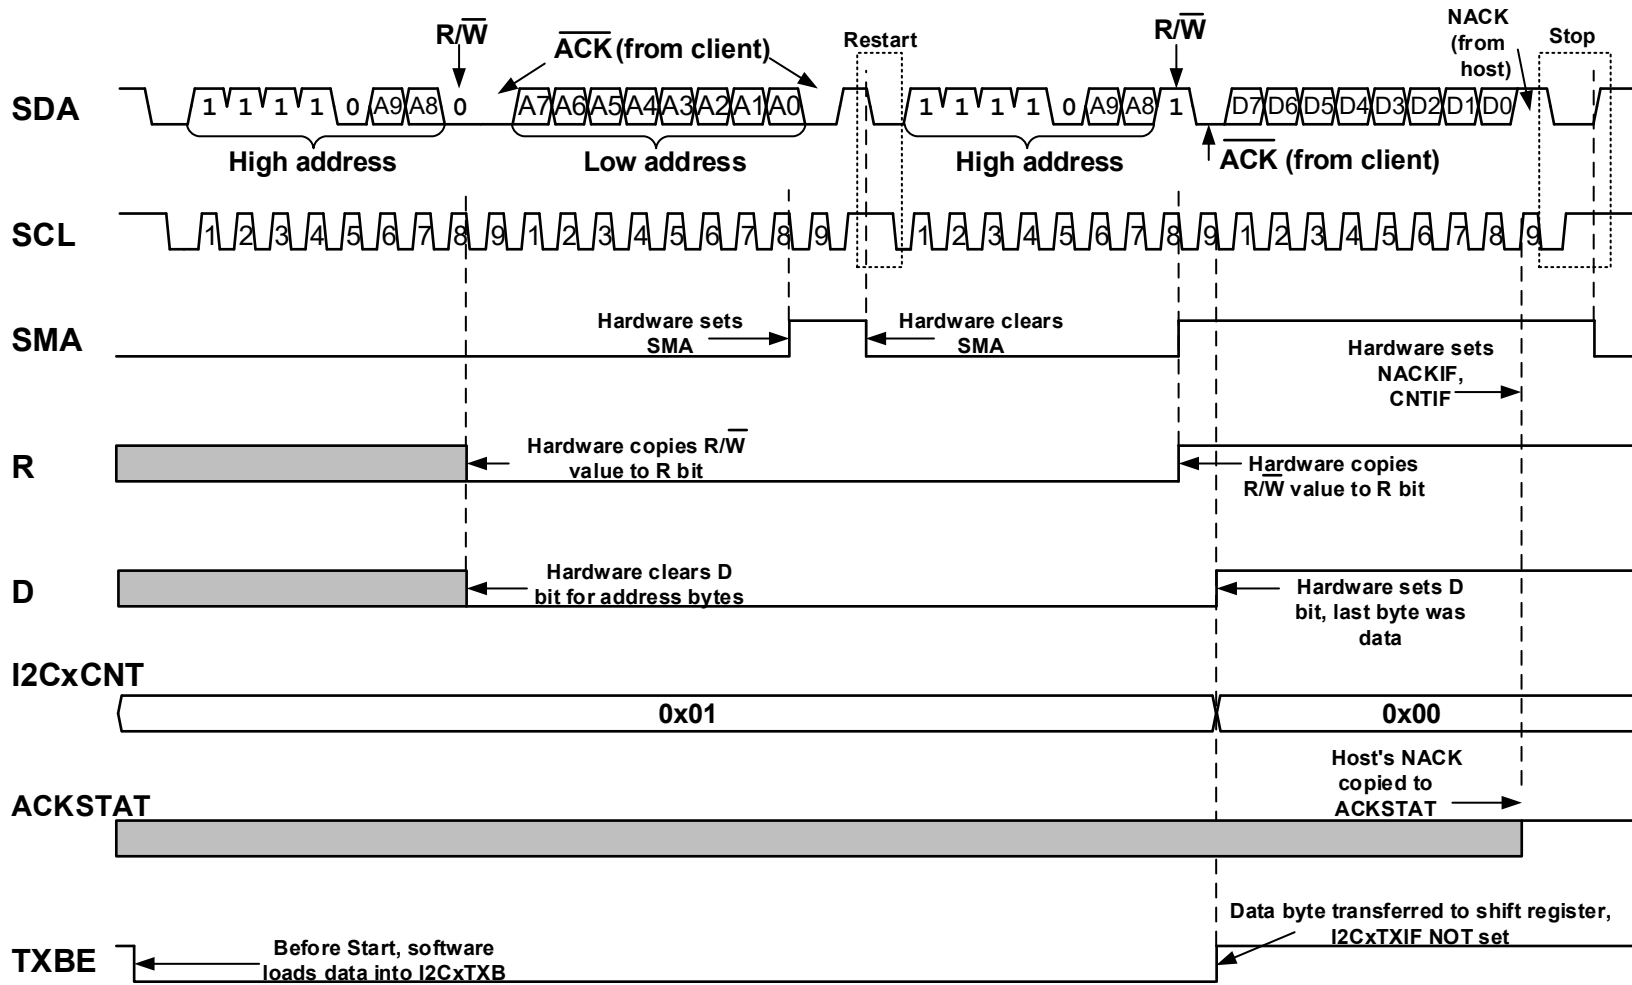 R/W ACK (from client) Restart R/W NACK (from host) Stop
SDA 1 1 1 1 0 A9 A8 0 A7 A6 A5 A4 A3 A2 A1 A0 1 1 1 1 0 A9 A8 1 D7 D6 D5 D4 D3 D2 D1 D0
High address Low address High address ACK (from client)
SCL 1 2 3 4 5 6 7 8 9 1 2 3 4 5 6 7 8 9 1 2 3 4 5 6 7 8 9 1 2 3 4 5 6 7 8 9
SMA
Hardware sets
SMA
Hardware clears
SMA
Hardware sets
NACKIF,
CNTIF
R
Hardware copies R/W
value to R bit
Hardware copies
R/W value to R bit
D
Hardware clears D
bit for address bytes
Hardware sets D
bit, last byte was
data
I2CxCNT
0x01 0x00
ACKSTAT
Host's NACK
copied to
ACKSTAT
TXBE
Before Start, software
loads data into I2CxTXB
Data byte transferred to shift register,
I2CxTXIF NOT set